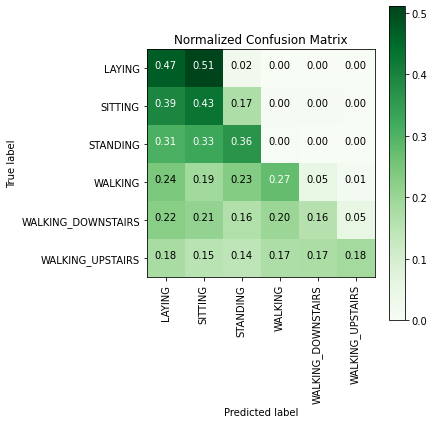 Normalized Confusion Matrix
0.5
LAYING 0.47 0.51 0.02 0.00 0.00 0.00
SITTING 0.39 0.43 0.17 0.00 0.00 0.00
0.4
STANDING 0.31 0.33 0.36 0.00 0.00 0.00
0.3
True label
WALKING 0.24 0.19 0.23 0.27 0.05 0.01
0.2
WALKING_DOWNSTAIRS 0.22 0.21 0.16 0.20 0.16 0.05
0.1
WALKING_UPSTAIRS 0.18 0.15 0.14 0.17 0.17 0.18
0.0
LAYING
SITTING
STANDING
WALKING
WALKING_DOWNSTAIRS
WALKING_UPSTAIRS
Predicted label